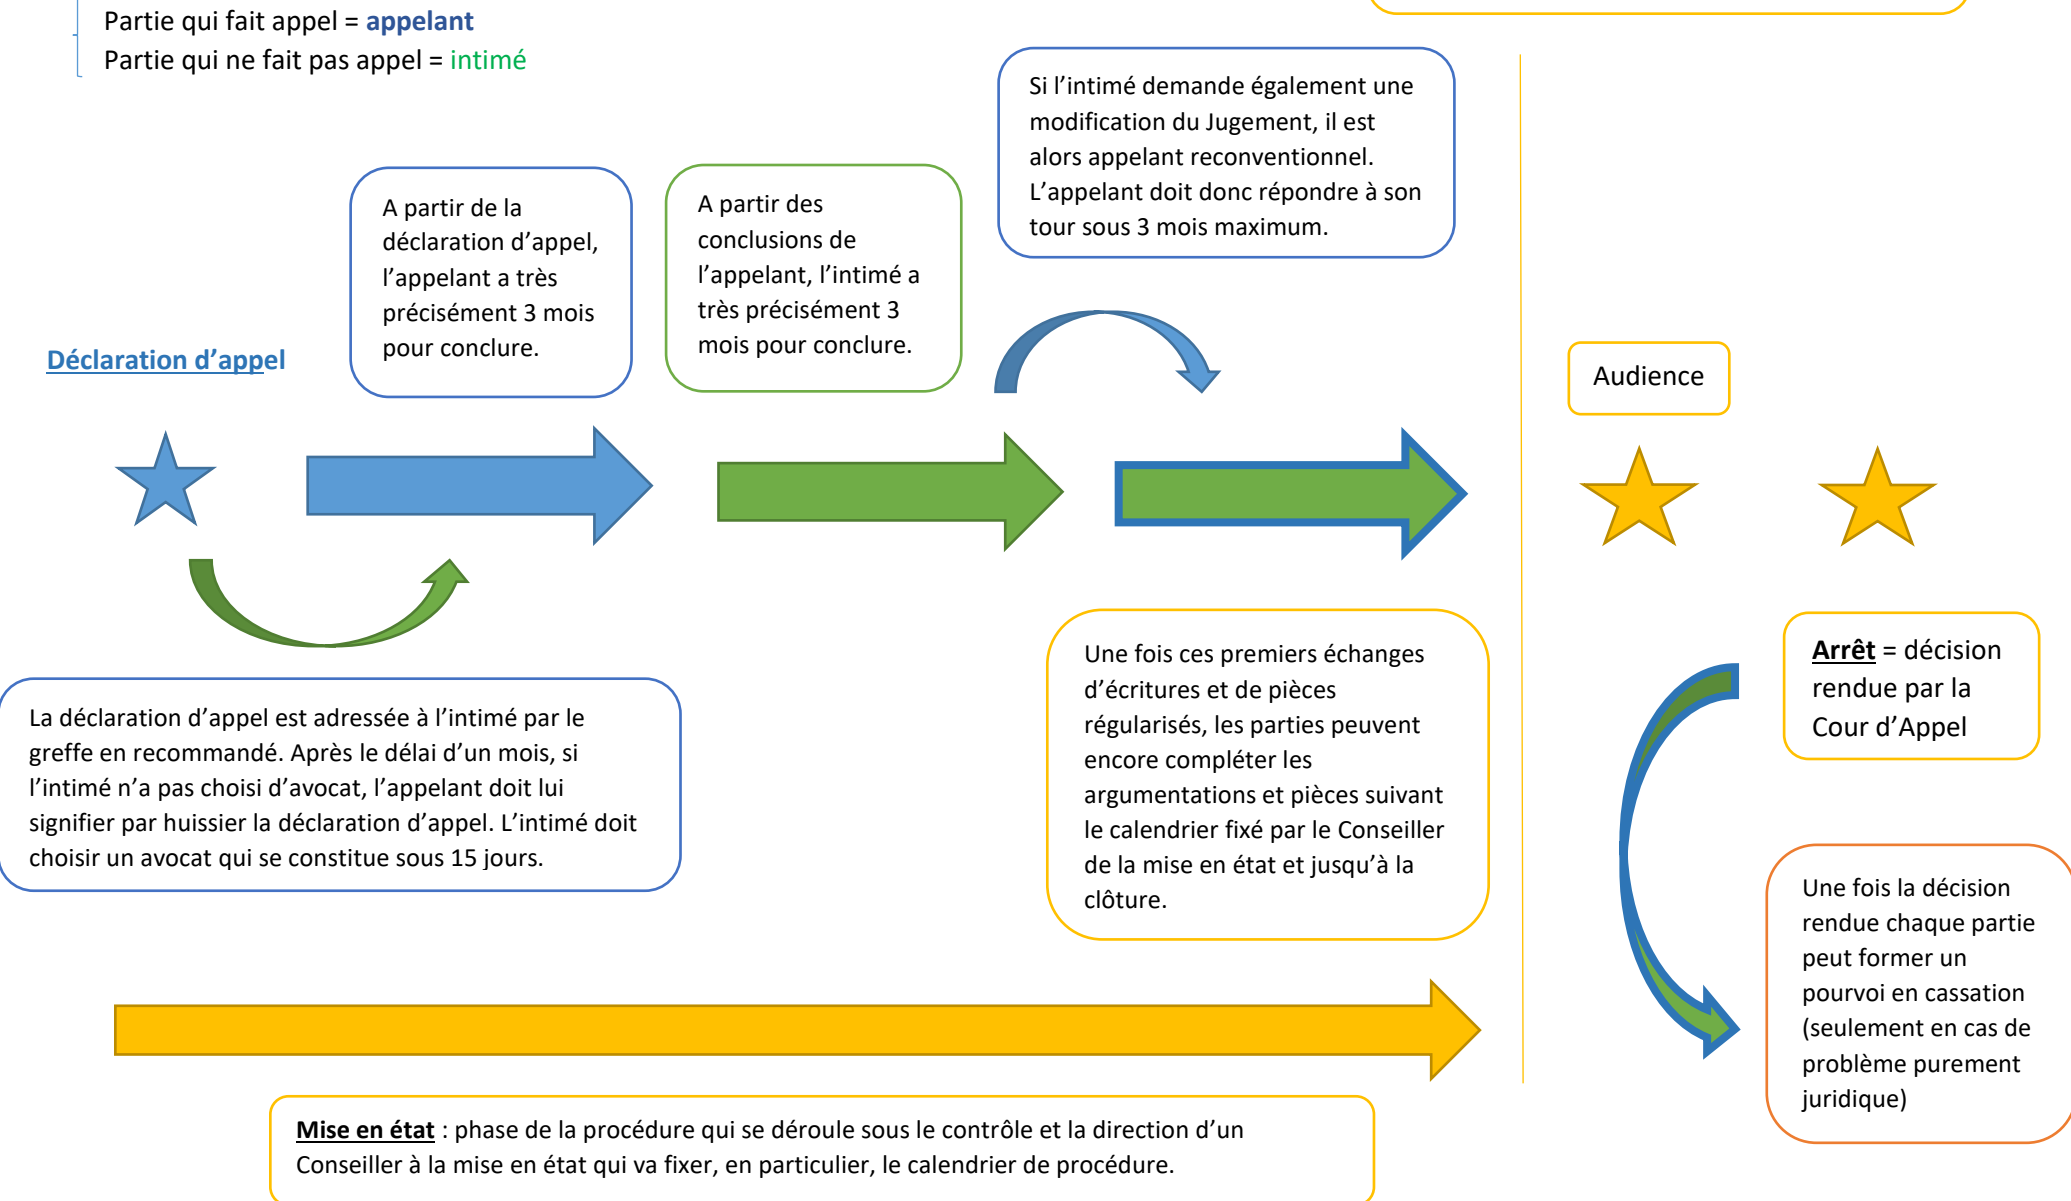 Partie qui fait appel = appelant
Partie qui ne fait pas appel = intimé
Si l’intimé demande également une
modification du Jugement, il est
alors appelant reconventionnel.
L’appelant doit donc répondre à son
tour sous 3 mois maximum.
A partir de la
déclaration d’appel,
l’appelant a très
précisément 3 mois
pour conclure.
A partir des
conclusions de
l’appelant, l’intimé a
très précisément 3
mois pour conclure.
Déclaration d’appel
Audience
La déclaration d’appel est adressée à l’intimé par le
greffe en recommandé. Après le délai d’un mois, si
l’intimé n’a pas choisi d’avocat, l’appelant doit lui
signifier par huissier la déclaration d’appel. L’intimé doit
choisir un avocat qui se constitue sous 15 jours.
Une fois ces premiers échanges
d’écritures et de pièces
régularisés, les parties peuvent
encore compléter les
argumentations et pièces suivant
le calendrier fixé par le Conseiller
de la mise en état et jusqu’à la
clôture.
Arrêt = décision
rendue par la
Cour d’Appel
Une fois la décision
rendue chaque partie
peut former un
pourvoi en cassation
(seulement en cas de
problème purement
juridique)
Mise en état : phase de la procédure qui se déroule sous le contrôle et la direction d’un
Conseiller à la mise en état qui va fixer, en particulier, le calendrier de procédure.